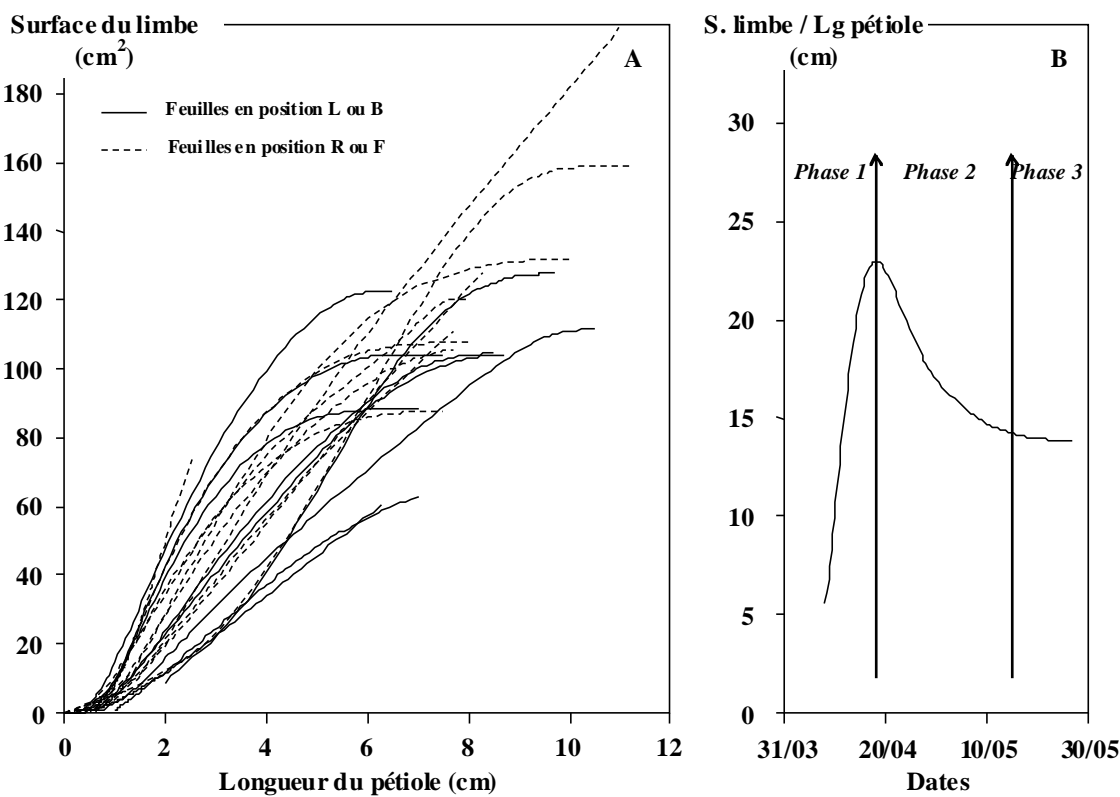 Surface du limbe
(cm2)
A
180
160
140
120
100
80
60
40
20
0
Feuilles en position L ou B
Feuilles en position R ou F
0 2 4 6 8 10 12
Longueur du pétiole (cm)
S. limbe / Lg pétiole
(cm)
B
30
25
20
15
10
5
0
Phase 1 Phase 2 Phase 3
31/03 20/04 10/05 30/05
Dates